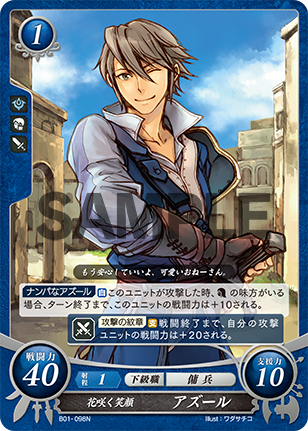 1
SAMPLE
もう安心していいよ、可愛いおねーさん。
ナンパなアズール 自 このユニットが攻撃した時、の味方がいる
場合、ターン終了まで、このユニットの戦闘力は+10される。
攻撃の紋章 支 戦闘終了まで、自分の攻撃
ユニットの戦闘力は+20される。
戦闘力
40
射程 1 下級職 傭兵
支援力
10
花咲く笑顔 アズール
B01-098N
Illust:ワダサチコ